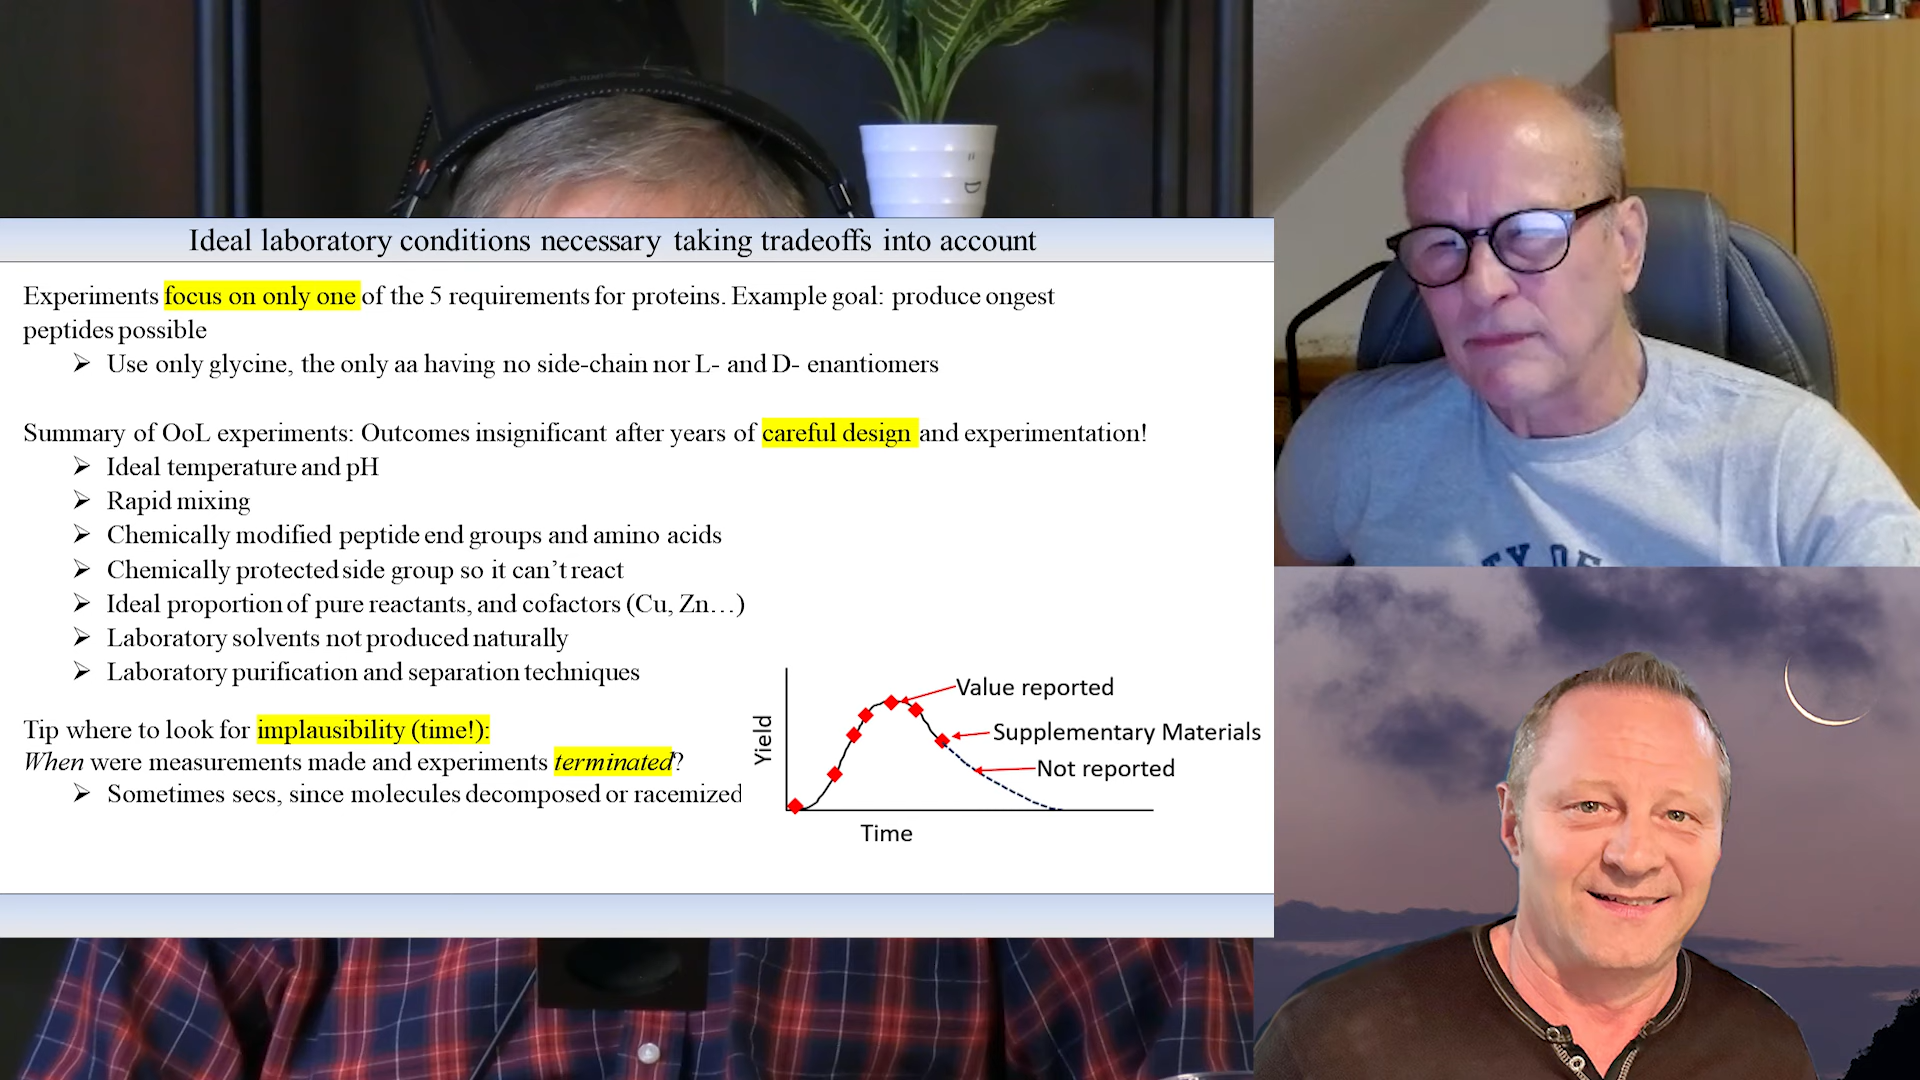 Ideal laboratory conditions necessary taking tradeoffs into account
Experiments focus on only one of the 5 requirements for proteins. Example goal: produce ongest
peptides possible
➢ Use only glycine, the only aa having no side-chain nor L- and D- enantiomers
Summary of OoL experiments: Outcomes insignificant after years of careful design and experimentation!
➢ Ideal temperature and pH
➢ Rapid mixing
➢ Chemically modified peptide end groups and amino acids
➢ Chemically protected side group so it can’t react
➢ Ideal proportion of pure reactants, and cofactors (Cu, Zn…)
➢ Laboratory solvents not produced naturally
➢ Laboratory purification and separation techniques
Tip where to look for implausibility (time!):
When were measurements made and experiments terminated?
➢ Sometimes secs, since molecules decomposed or racemized
Yield
Value reported
Supplementary Materials
Not reported
Time
TY OF